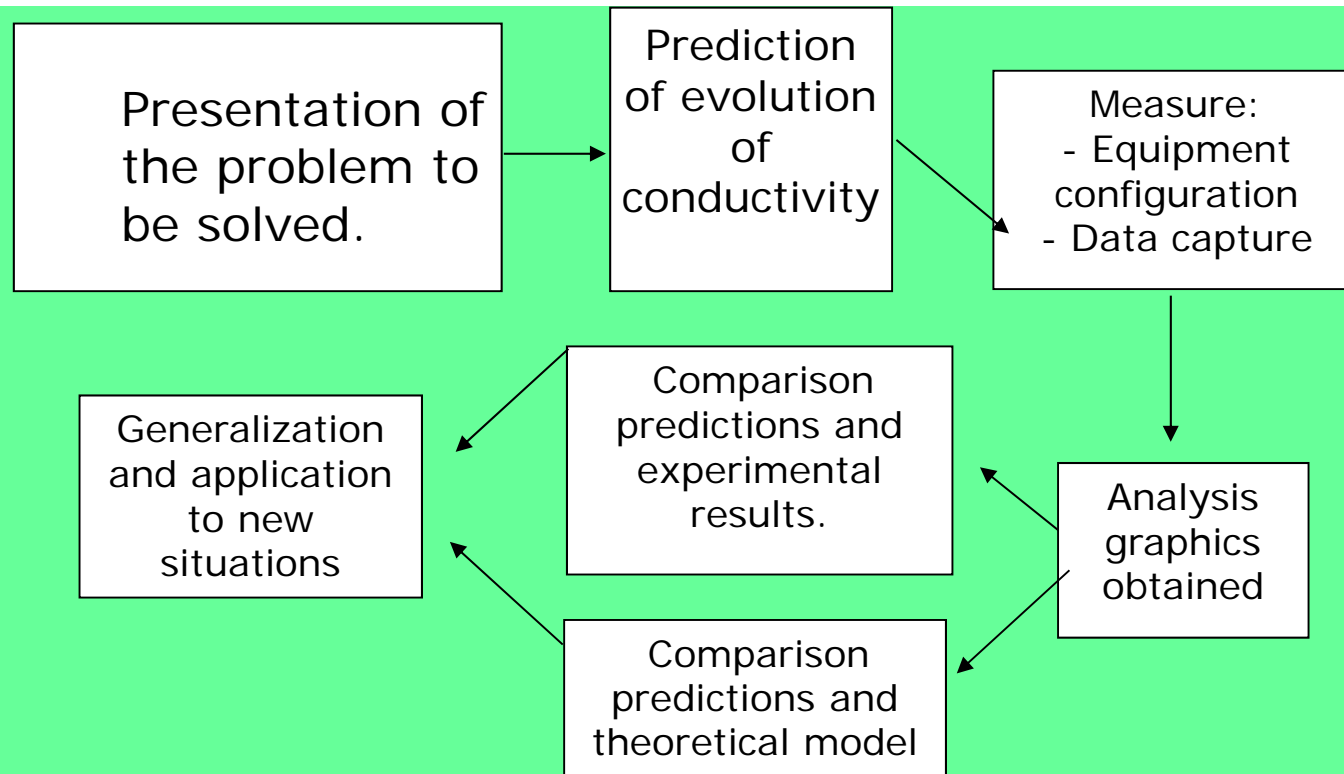 Presentation of
the problem to
be solved.
Prediction
of evolution
of
conductivity
Measure:
- Equipment
configuration
- Data capture
Analysis
graphics
obtained
Comparison
predictions and
experimental
results.
Comparison
predictions and
theoretical model
Generalization
and application
to new
situations